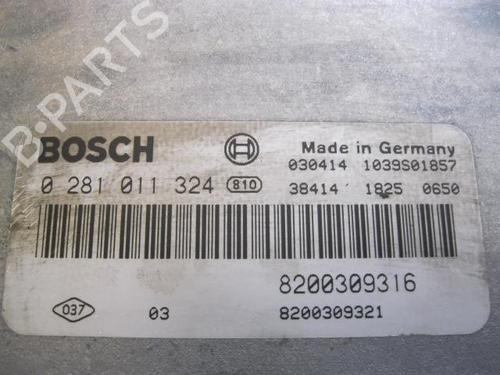 B-PARTS
BOSCH
Made in Germany
030414 1039S01857
0 281 011 324 810
38414 1825 0650
8200309316
037 03 8200309321